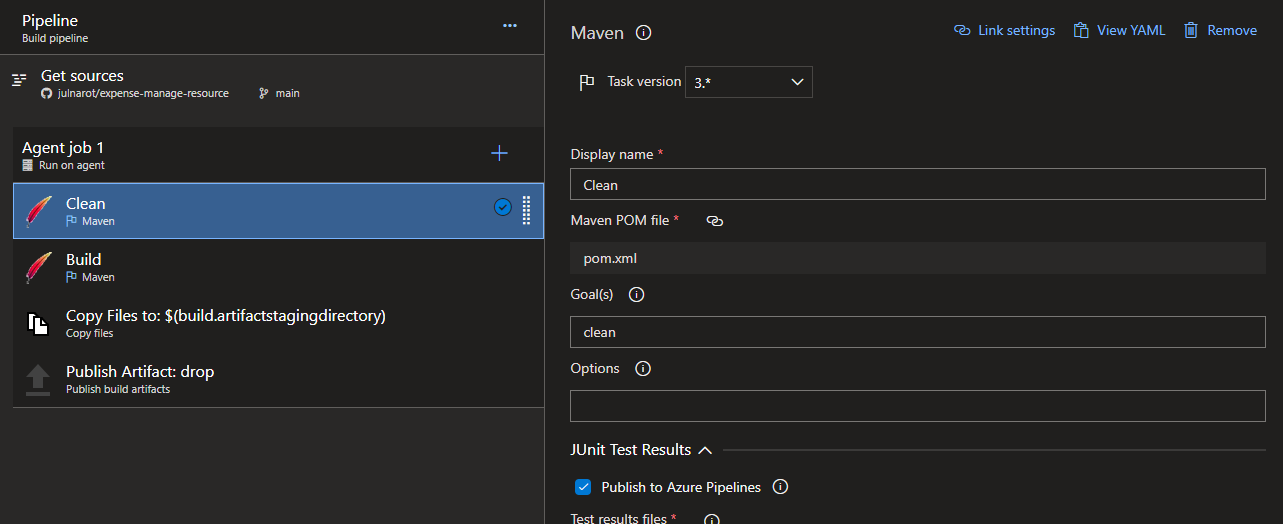 Pipeline
Build pipeline
...
Get sources
julnarot/expense-manage-resource main
Agent job 1
Run on agent
Clean
Maven
Build
Maven
Copy Files to: $(build.artifactstagingdirectory)
Copy files
Publish Artifact: drop
Publish build artifacts
Maven
Link settings View YAML Remove
Task version 3.*
Display name *
Clean
Maven POM file *
pom.xml
Goal(s)
clean
Options
JUnit Test Results
Publish to Azure Pipelines
Test results files *